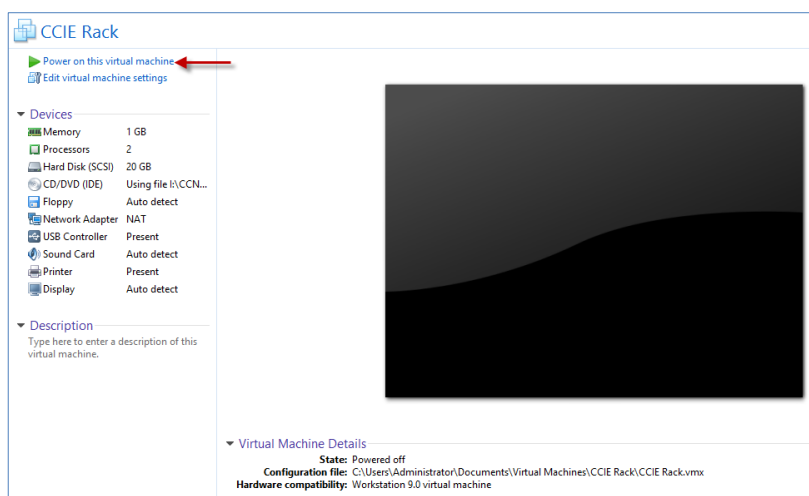 CCIE Rack
Power on this virtual machine
Edit virtual machine settings
Devices
Memory 1 GB
Processors 2
Hard Disk (SCSI) 20 GB
CD/DVD (IDE) Using file I:\CCN...
Floppy Auto detect
Network Adapter NAT
USB Controller Present
Sound Card Auto detect
Printer Present
Display Auto detect
Description
Type here to enter a description of this
virtual machine.
Virtual Machine Details
State: Powered off
Configuration file: C:\Users\Administrator\Documents\Virtual Machines\CCIE Rack\CCIE Rack.vmx
Hardware compatibility: Workstation 9.0 virtual machine